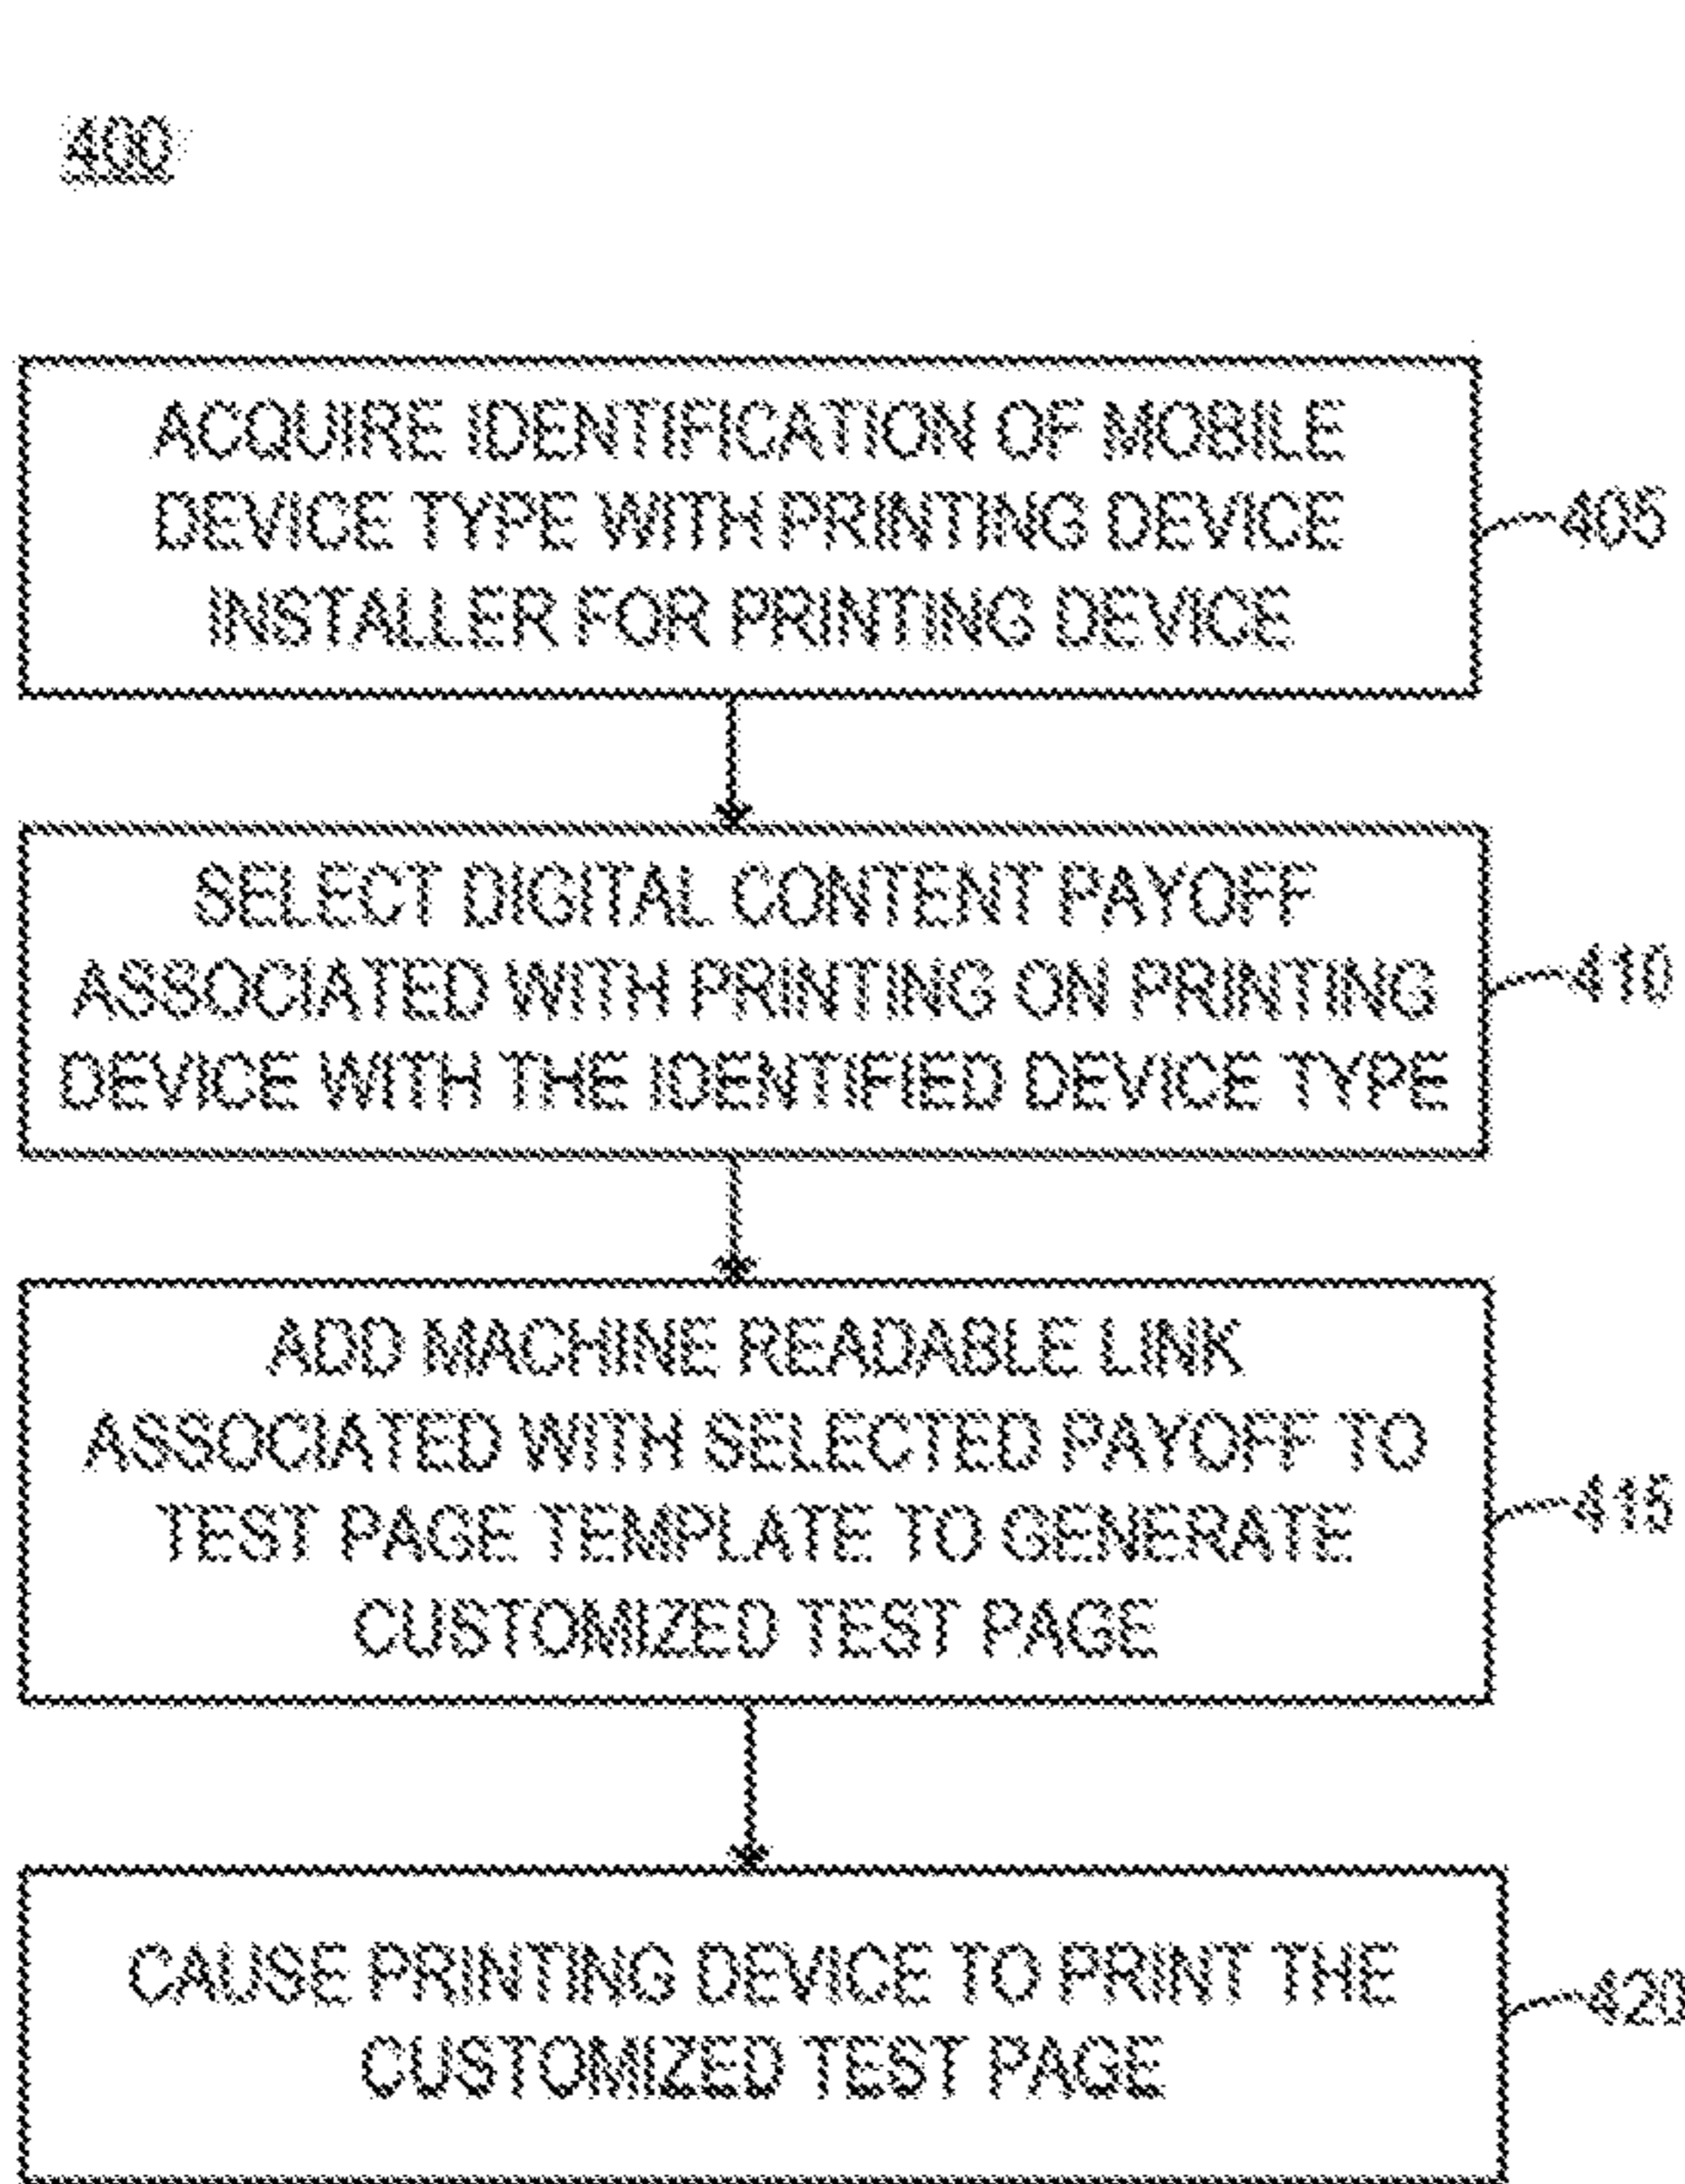 400
ACQUIRE IDENTIFICATION OF MOBILE
DEVICE TYPE WITH PRINTING DEVICE
INSTALLER FOR PRINTING DEVICE
405
SELECT DIGITAL CONTENT PAYOFF
ASSOCIATED WITH PRINTING ON PRINTING
DEVICE WITH THE IDENTIFIED DEVICE TYPE
410
ADD MACHINE READABLE LINK
ASSOCIATED WITH SELECTED PAYOFF TO
TEST PAGE TEMPLATE TO GENERATE
CUSTOMIZED TEST PAGE
415
CAUSE PRINTING DEVICE TO PRINT THE
CUSTOMIZED TEST PAGE
420